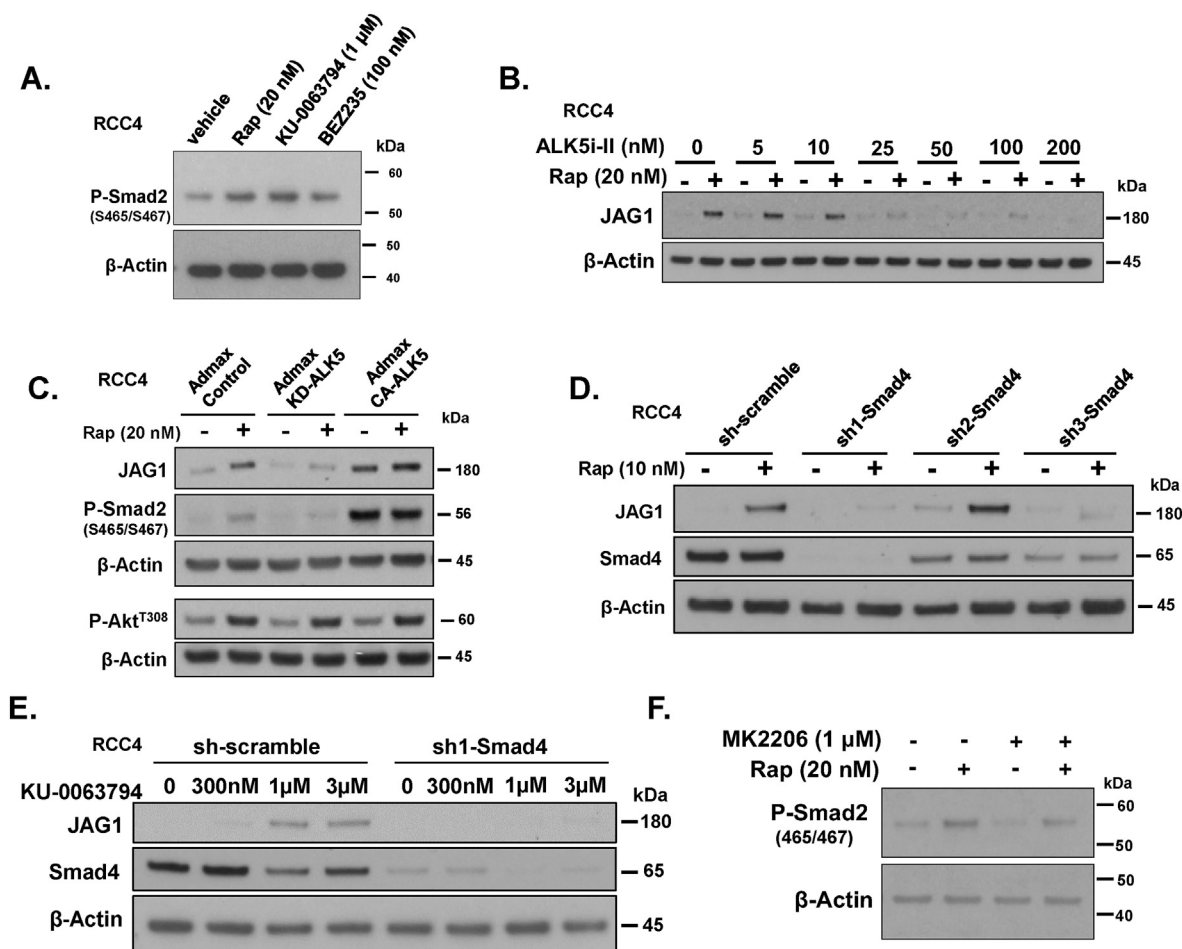 A.
RCC4
vehicle
Rap (20 nM)
KU-0063794 (1 µM)
BEZ235 (100 nM)
kDa
P-Smad2
(S465/S467)
60
50
β-Actin
50
40
B.
RCC4
ALK5i-II (nM) 0 5 10 25 50 100 200
Rap (20 nM) - + - + - + - + - + - + - +
kDa
JAG1 180
β-Actin 45
C.
RCC4
Admax Control
Admax KD-ALK5
Admax CA-ALK5
kDa
Rap (20 nM) - + - + - +
JAG1 180
P-Smad2 56
(S465/S467)
β-Actin 45
P-Akt^T308 60
β-Actin 45
D.
RCC4
sh-scramble
sh1-Smad4
sh2-Smad4
sh3-Smad4
Rap (10 nM) - + - + - + - +
kDa
JAG1 180
Smad4 65
β-Actin 45
E.
RCC4 sh-scramble sh1-Smad4
KU-0063794 0 300nM 1µM 3µM 0 300nM 1µM 3µM
kDa
JAG1 180
Smad4 65
β-Actin 45
F.
MK2206 (1 µM) - - + +
Rap (20 nM) - + - +
kDa
P-Smad2
(465/467)
60
50
β-Actin
50
40